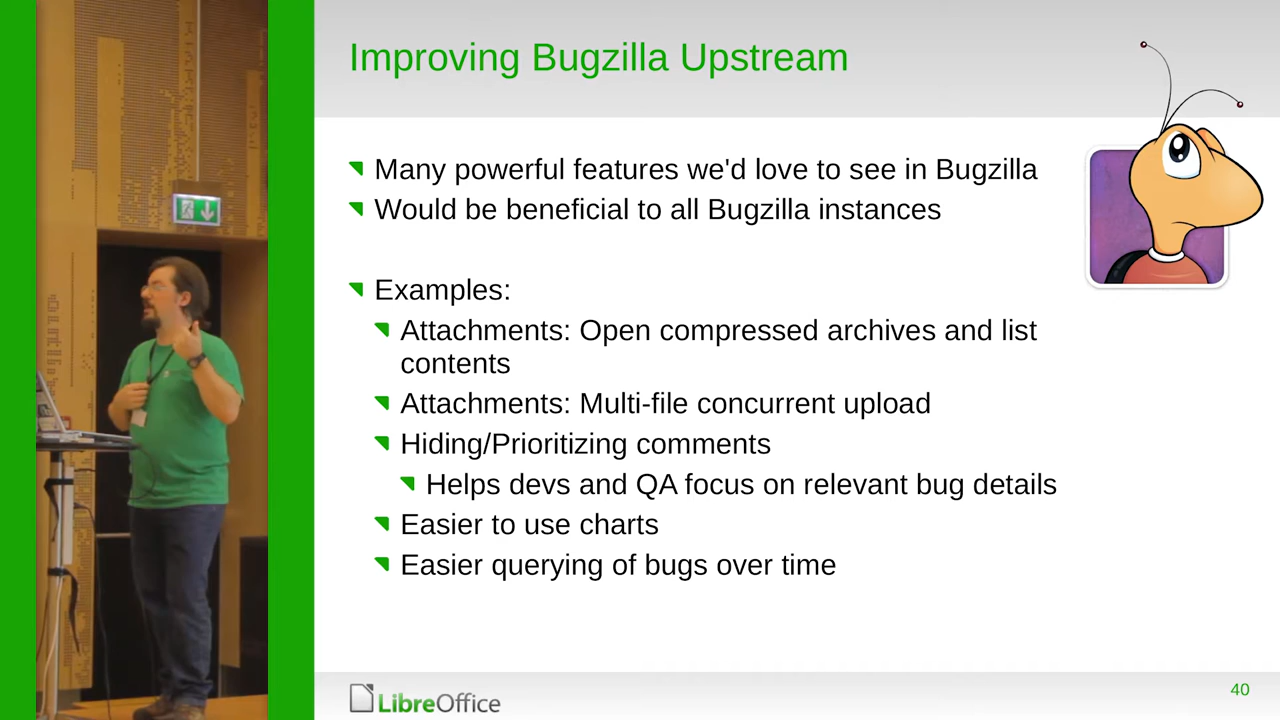 Improving Bugzilla Upstream
Many powerful features we'd love to see in Bugzilla
Would be beneficial to all Bugzilla instances
Examples:
Attachments: Open compressed archives and list
contents
Attachments: Multi-file concurrent upload
Hiding/Prioritizing comments
Helps devs and QA focus on relevant bug details
Easier to use charts
Easier querying of bugs over time
LibreOffice
40